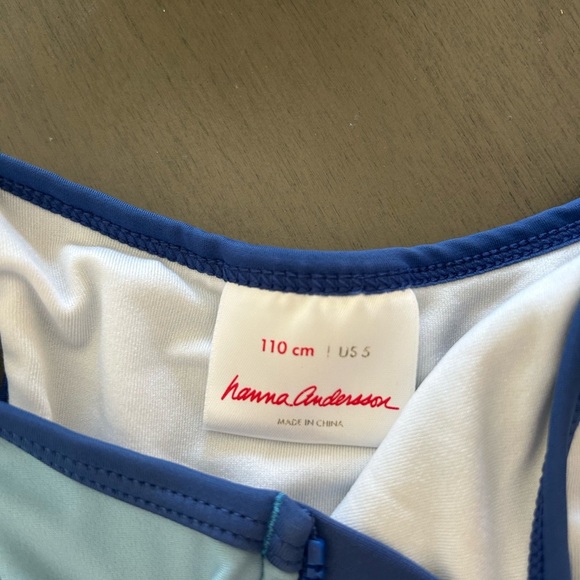 110 cm | US 5
hanna andersson
MADE IN CHINA